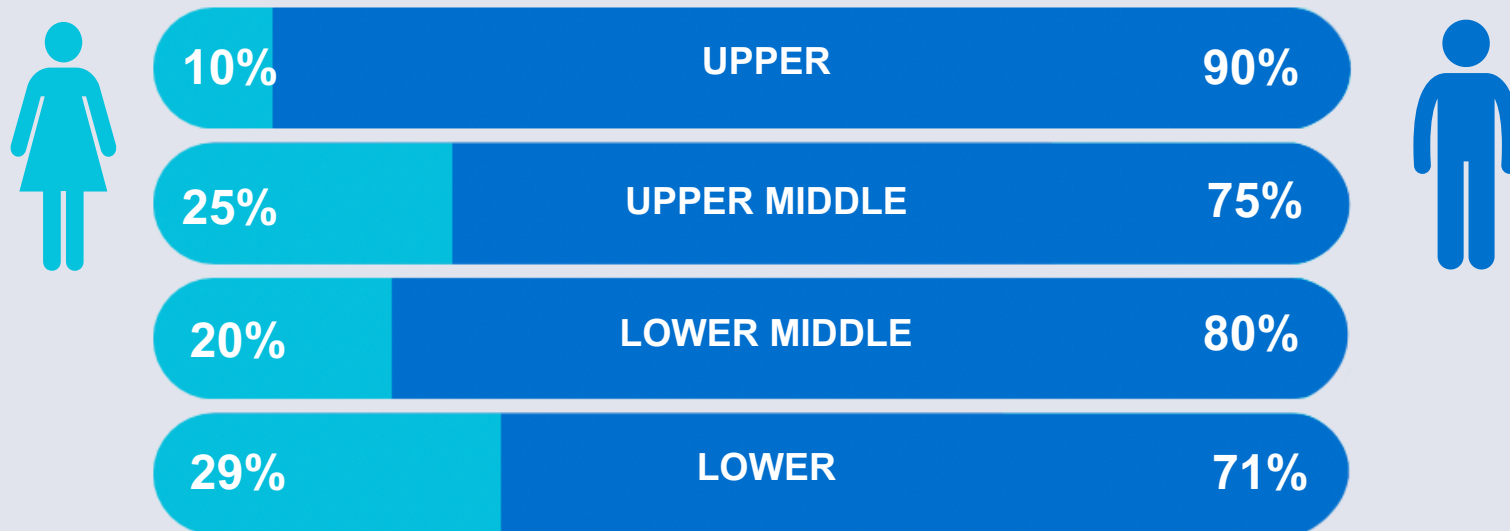 10% UPPER 90%
25% UPPER MIDDLE 75%
20% LOWER MIDDLE 80%
29% LOWER 71%